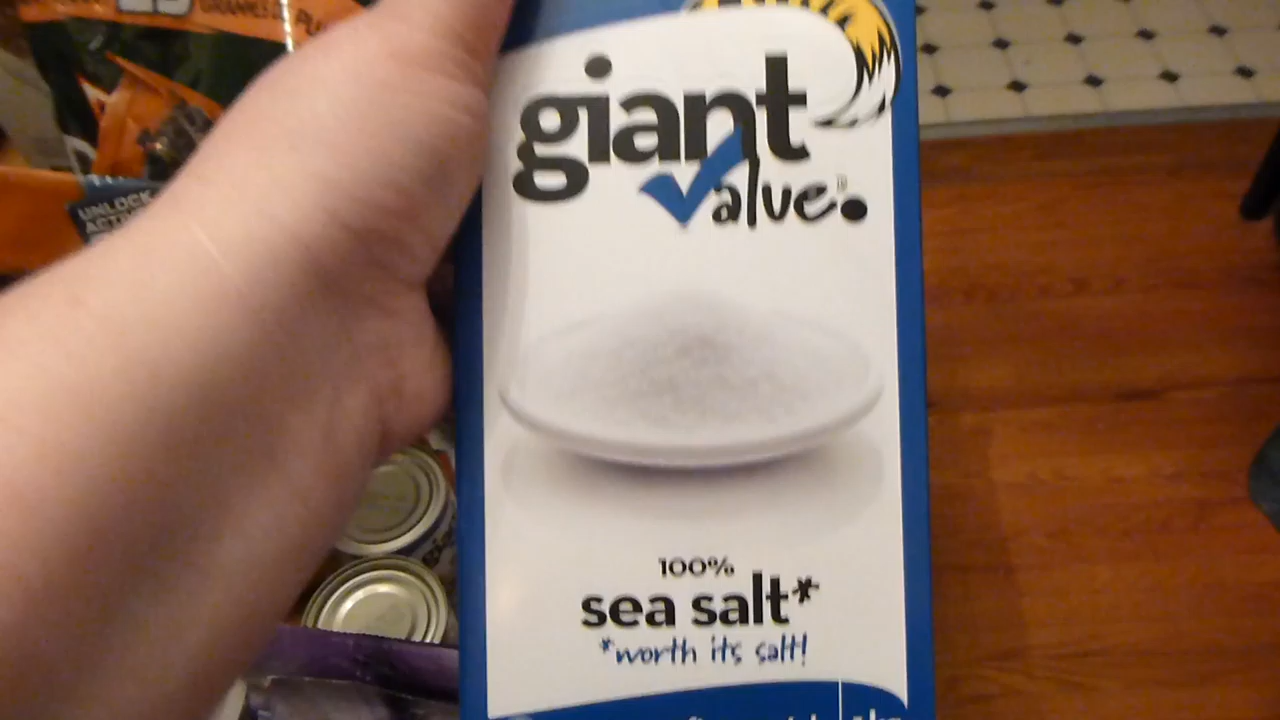 giant
Value.
100%
sea salt*
*worth its salt!
UNLOCK